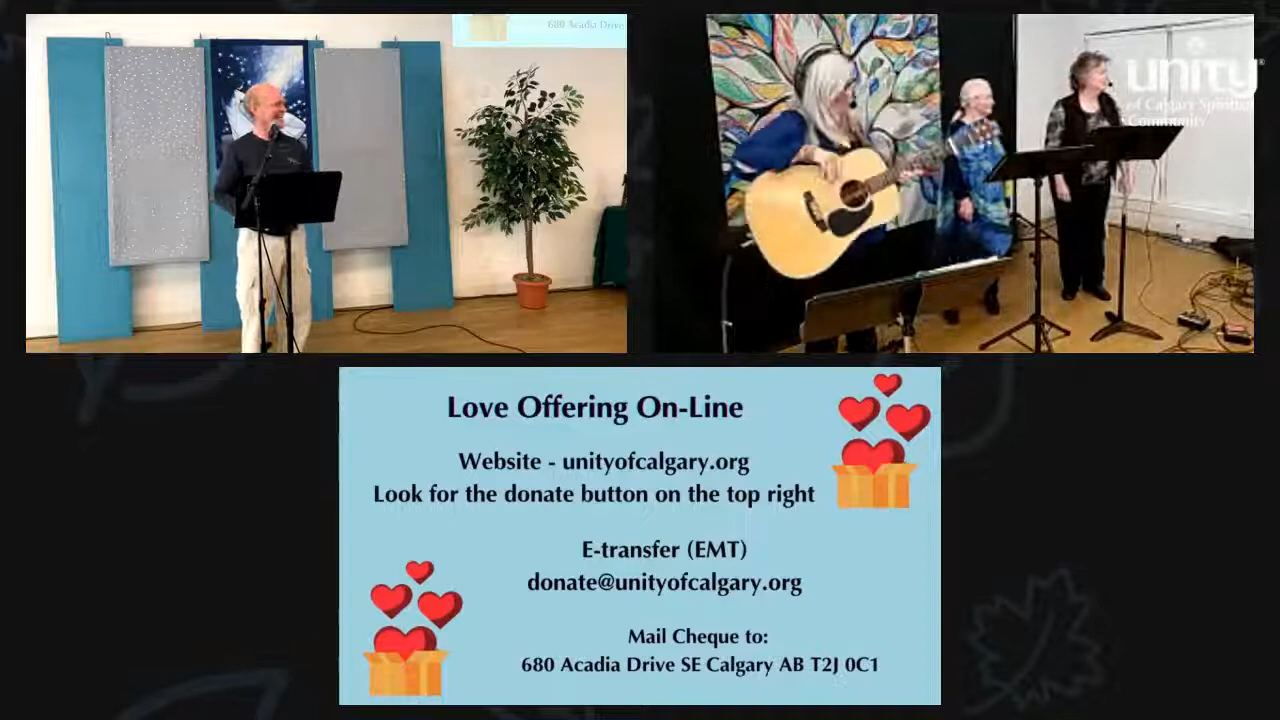 680 Acadia Drive
unity®
of Calgary Spiritual
Community
Love Offering On-Line
Website - unityofcalgary.org
Look for the donate button on the top right
E-transfer (EMT)
donate@unityofcalgary.org
Mail Cheque to:
680 Acadia Drive SE Calgary AB T2J 0C1